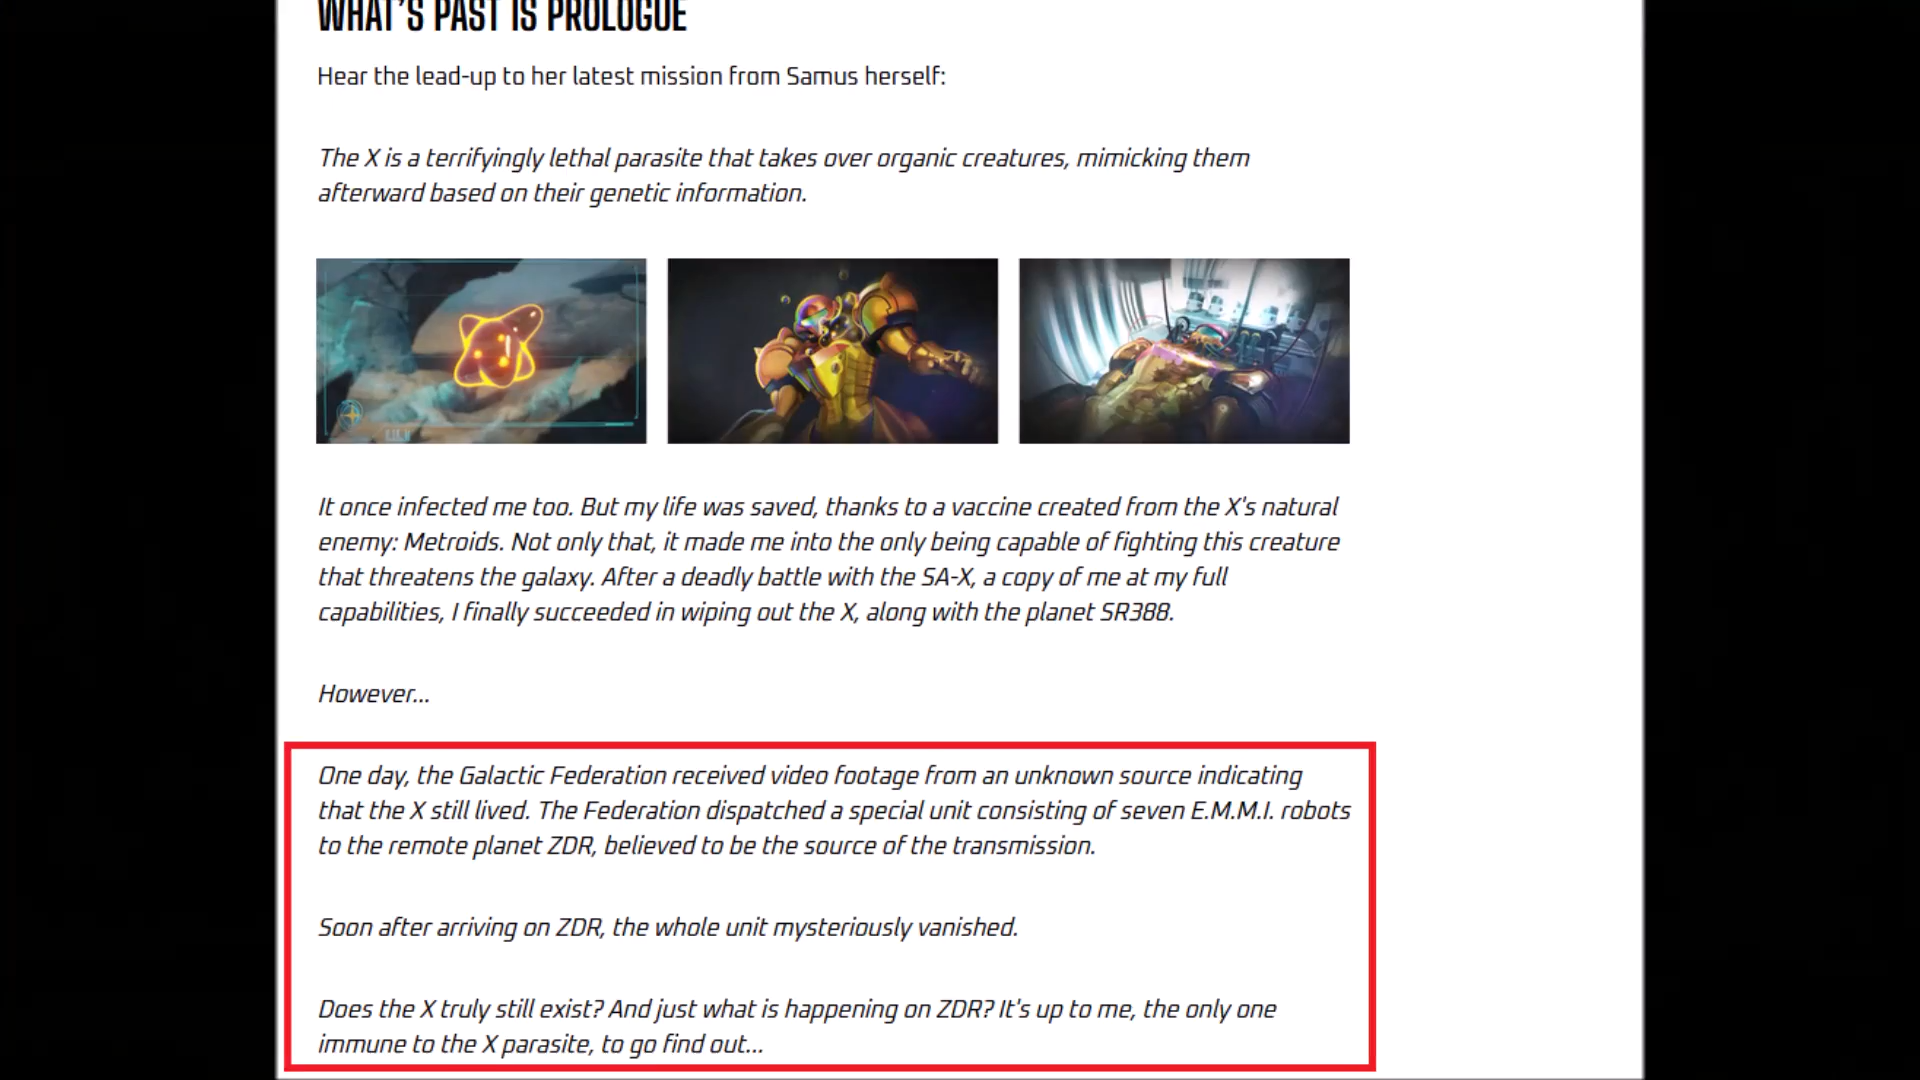 WHAT'S PAST IS PROLOGUE
Hear the lead-up to her latest mission from Samus herself:
The X is a terrifyingly lethal parasite that takes over organic creatures, mimicking them
afterward based on their genetic information.
It once infected me too. But my life was saved, thanks to a vaccine created from the X's natural
enemy: Metroids. Not only that, it made me into the only being capable of fighting this creature
that threatens the galaxy. After a deadly battle with the SA-X, a copy of me at my full
capabilities, I finally succeeded in wiping out the X, along with the planet SR388.
However...
One day, the Galactic Federation received video footage from an unknown source indicating
that the X still lived. The Federation dispatched a special unit consisting of seven E.M.M.I. robots
to the remote planet ZDR, believed to be the source of the transmission.
Soon after arriving on ZDR, the whole unit mysteriously vanished.
Does the X truly still exist? And just what is happening on ZDR? It's up to me, the only one
immune to the X parasite, to go find out...